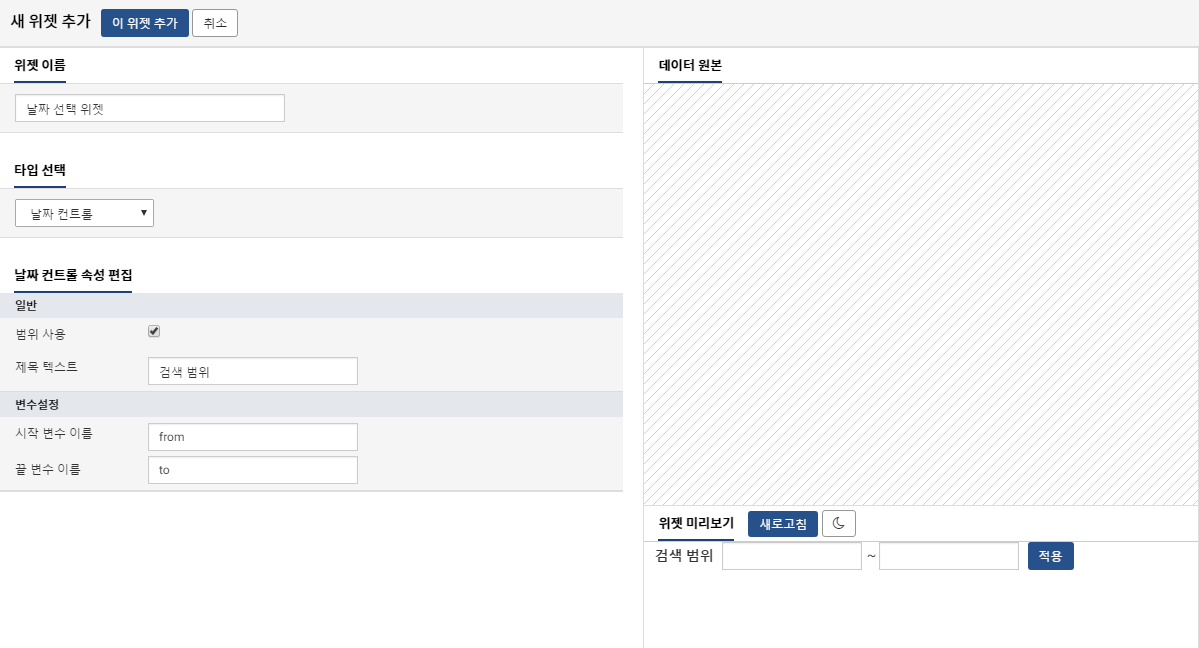 새 위젯 추가 이 위젯 추가 취소
위젯 이름
날짜 선택 위젯
타입 선택
날짜 컨트롤
날짜 컨트롤 속성 편집
일반
범위 사용
제목 텍스트 검색 범위
변수설정
시작 변수 이름 from
끝 변수 이름 to
데이터 원본
위젯 미리보기 새로고침
검색 범위 ~ 적용